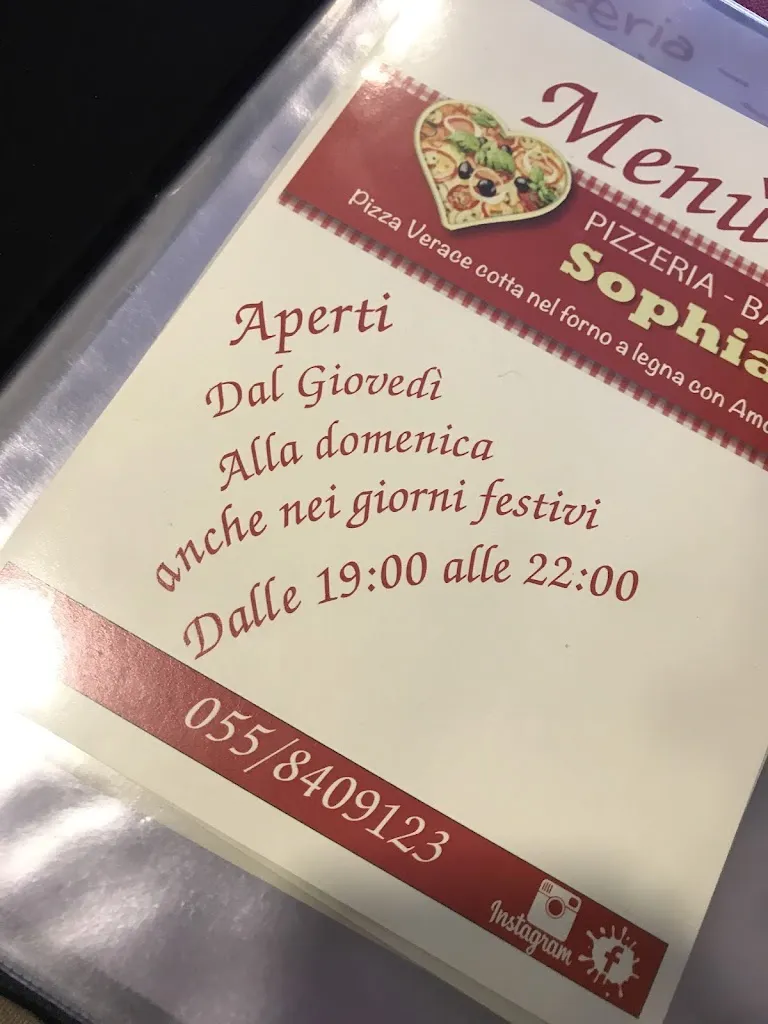 Menù
PIZZERIA - BA
Sophia
Pizza Verace cotta nel forno a legna con Amo
Aperti
Dal Giovedì
Alla domenica
anche nei giorni festivi
Dalle 19:00 alle 22:00
055/8409123
Instagram
f